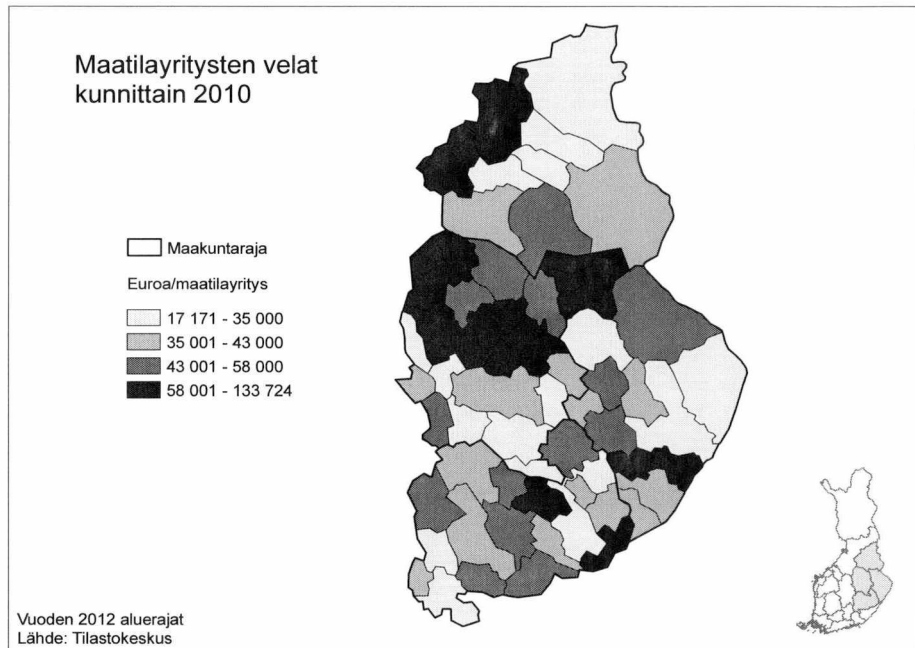 Maatilayritysten velat
kunnittain 2010
Maakuntaraja
Euroa/maatilayritys
17 171 - 35 000
35 001 - 43 000
43 001 - 58 000
58 001 - 133 724
Vuoden 2012 aluerajat
Lähde: Tilastokeskus